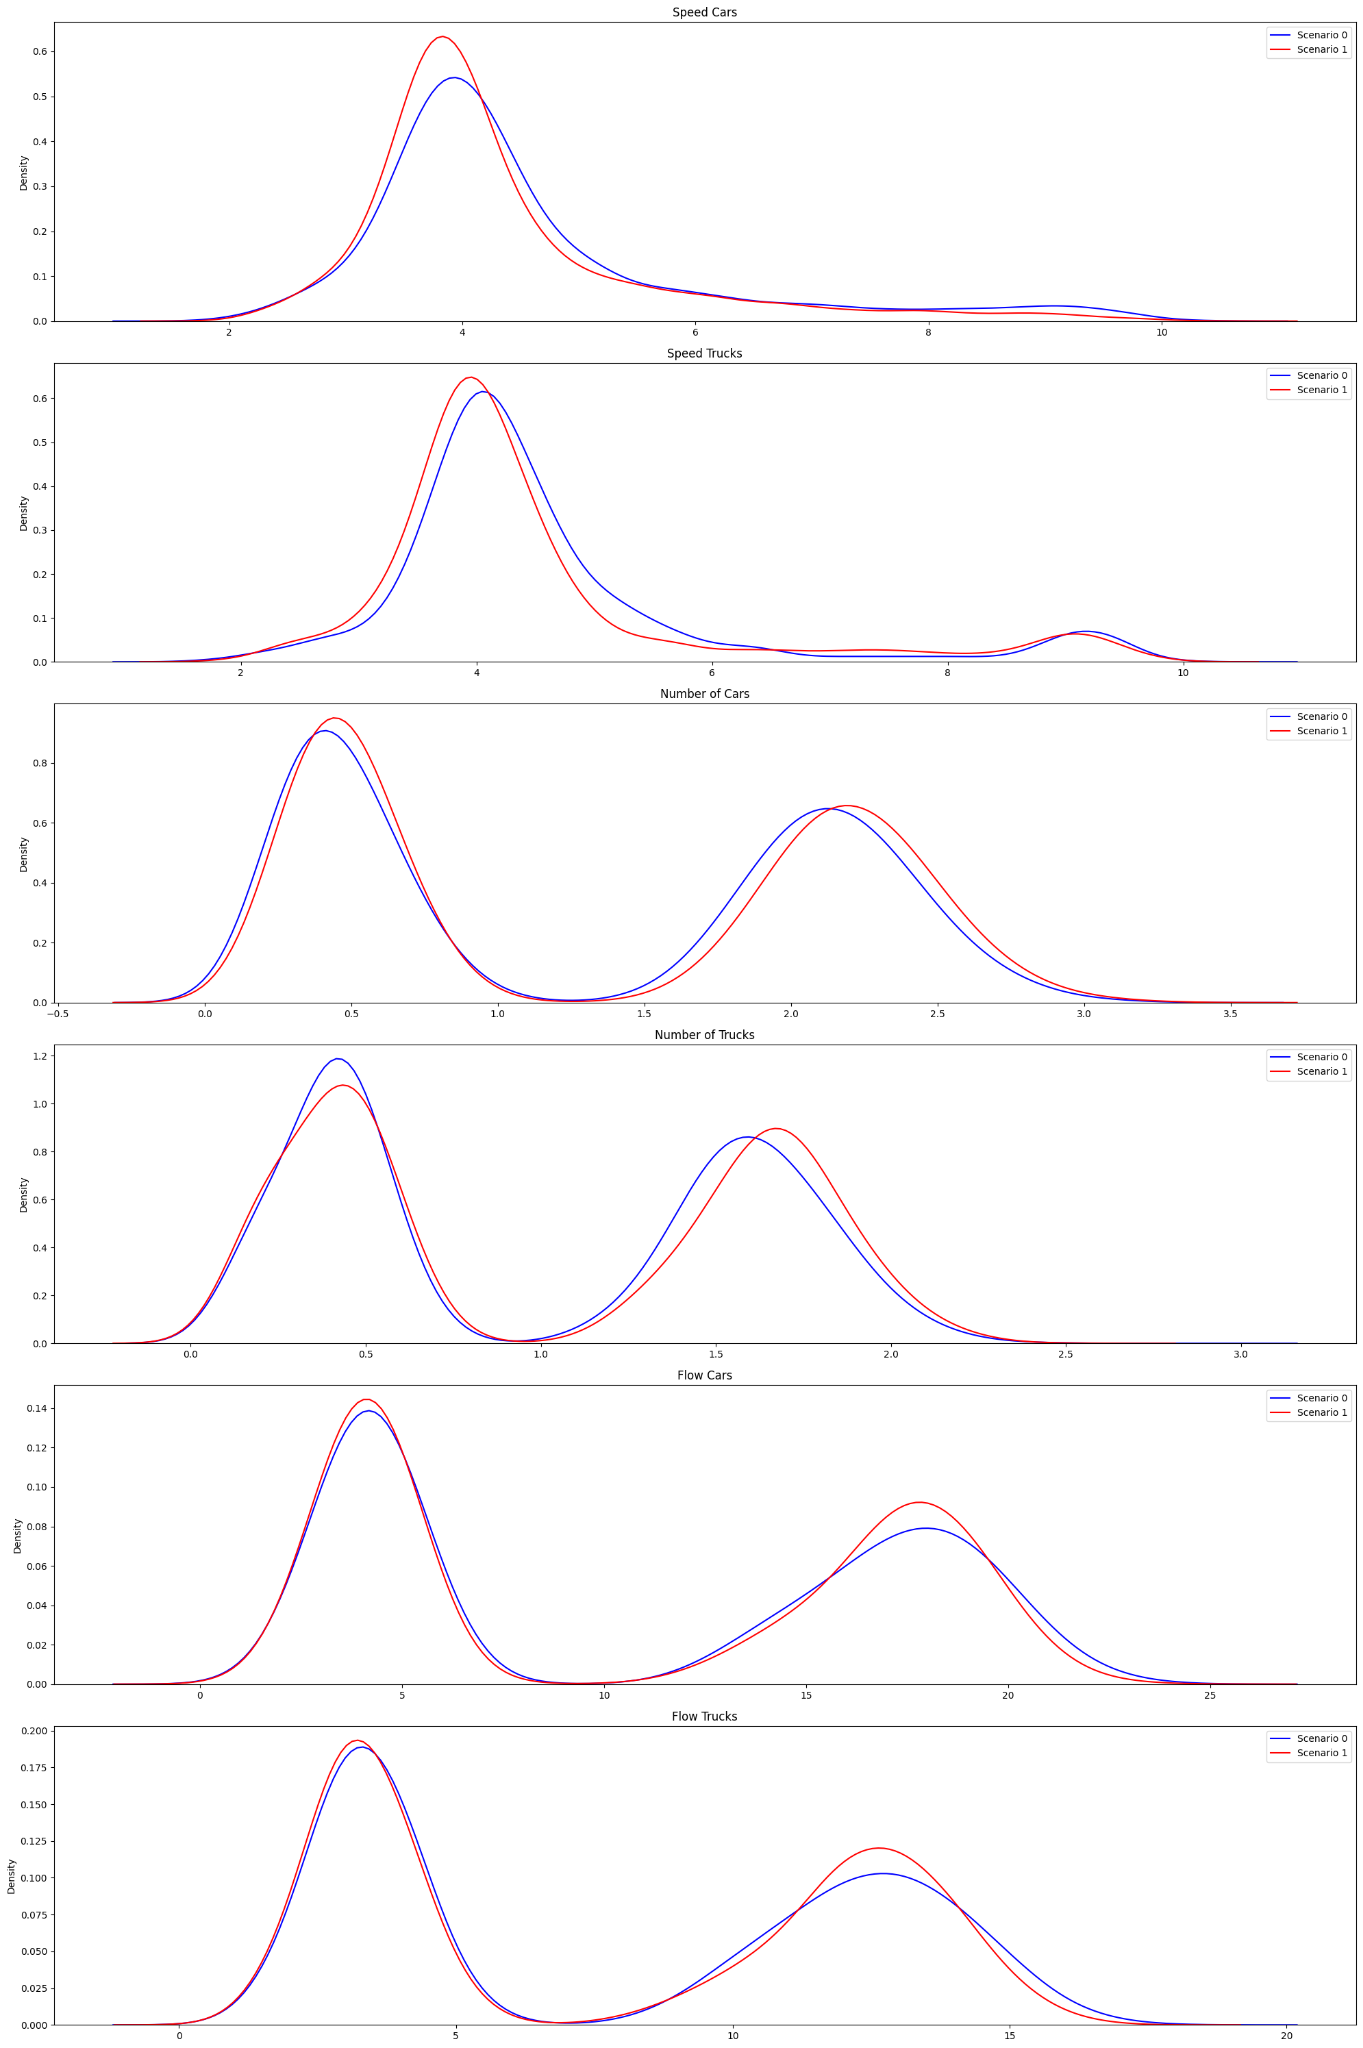 Speed Cars
Scenario 0
Scenario 1
Density
0.6
0.5
0.4
0.3
0.2
0.1
0.0
2 4 6 8 10
Speed Trucks
Scenario 0
Scenario 1
Density
0.6
0.5
0.4
0.3
0.2
0.1
0.0
2 4 6 8 10
Number of Cars
Scenario 0
Scenario 1
Density
0.8
0.6
0.4
0.2
0.0
−0.5 0.0 0.5 1.0 1.5 2.0 2.5 3.0 3.5
Number of Trucks
Scenario 0
Scenario 1
Density
1.2
1.0
0.8
0.6
0.4
0.2
0.0
0.0 0.5 1.0 1.5 2.0 2.5 3.0
Flow Cars
Scenario 0
Scenario 1
Density
0.14
0.12
0.10
0.08
0.06
0.04
0.02
0.00
0 5 10 15 20 25
Flow Trucks
Scenario 0
Scenario 1
Density
0.200
0.175
0.150
0.125
0.100
0.075
0.050
0.025
0.000
0 5 10 15 20